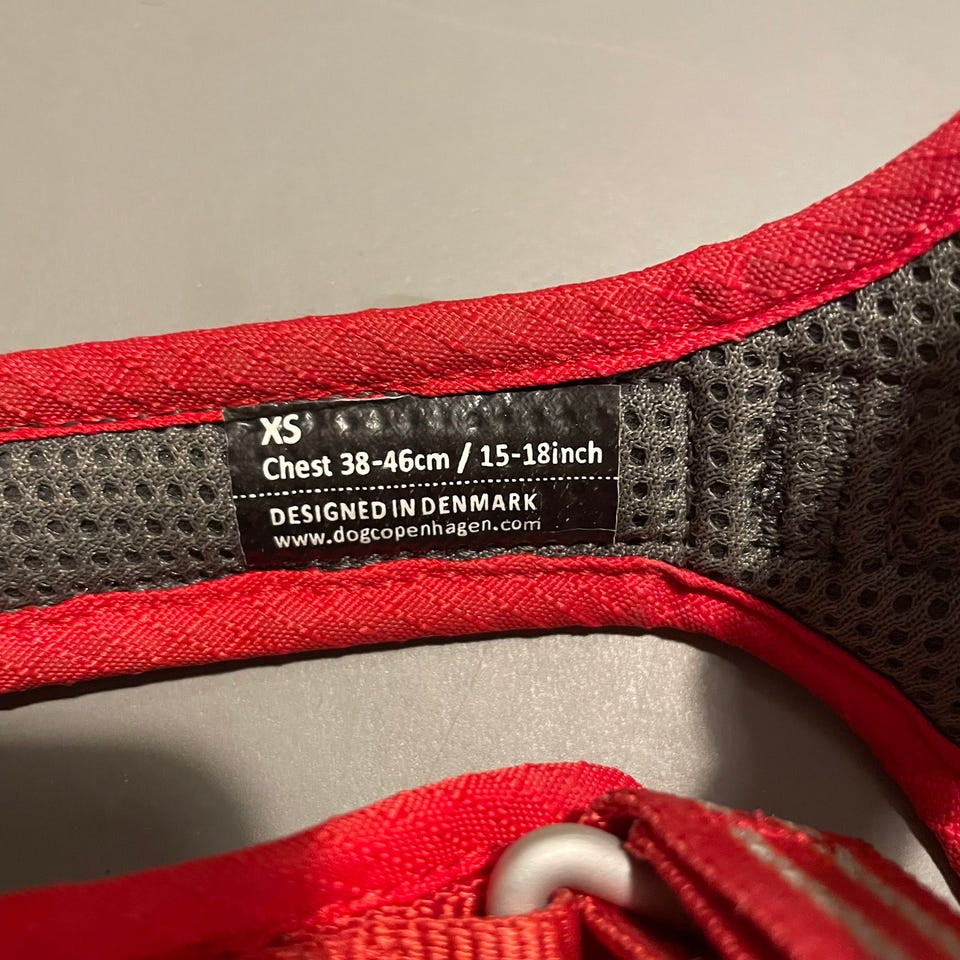 XS
Chest 38-46cm / 15-18inch
DESIGNED IN DENMARK
www.dogcopenhagen.com